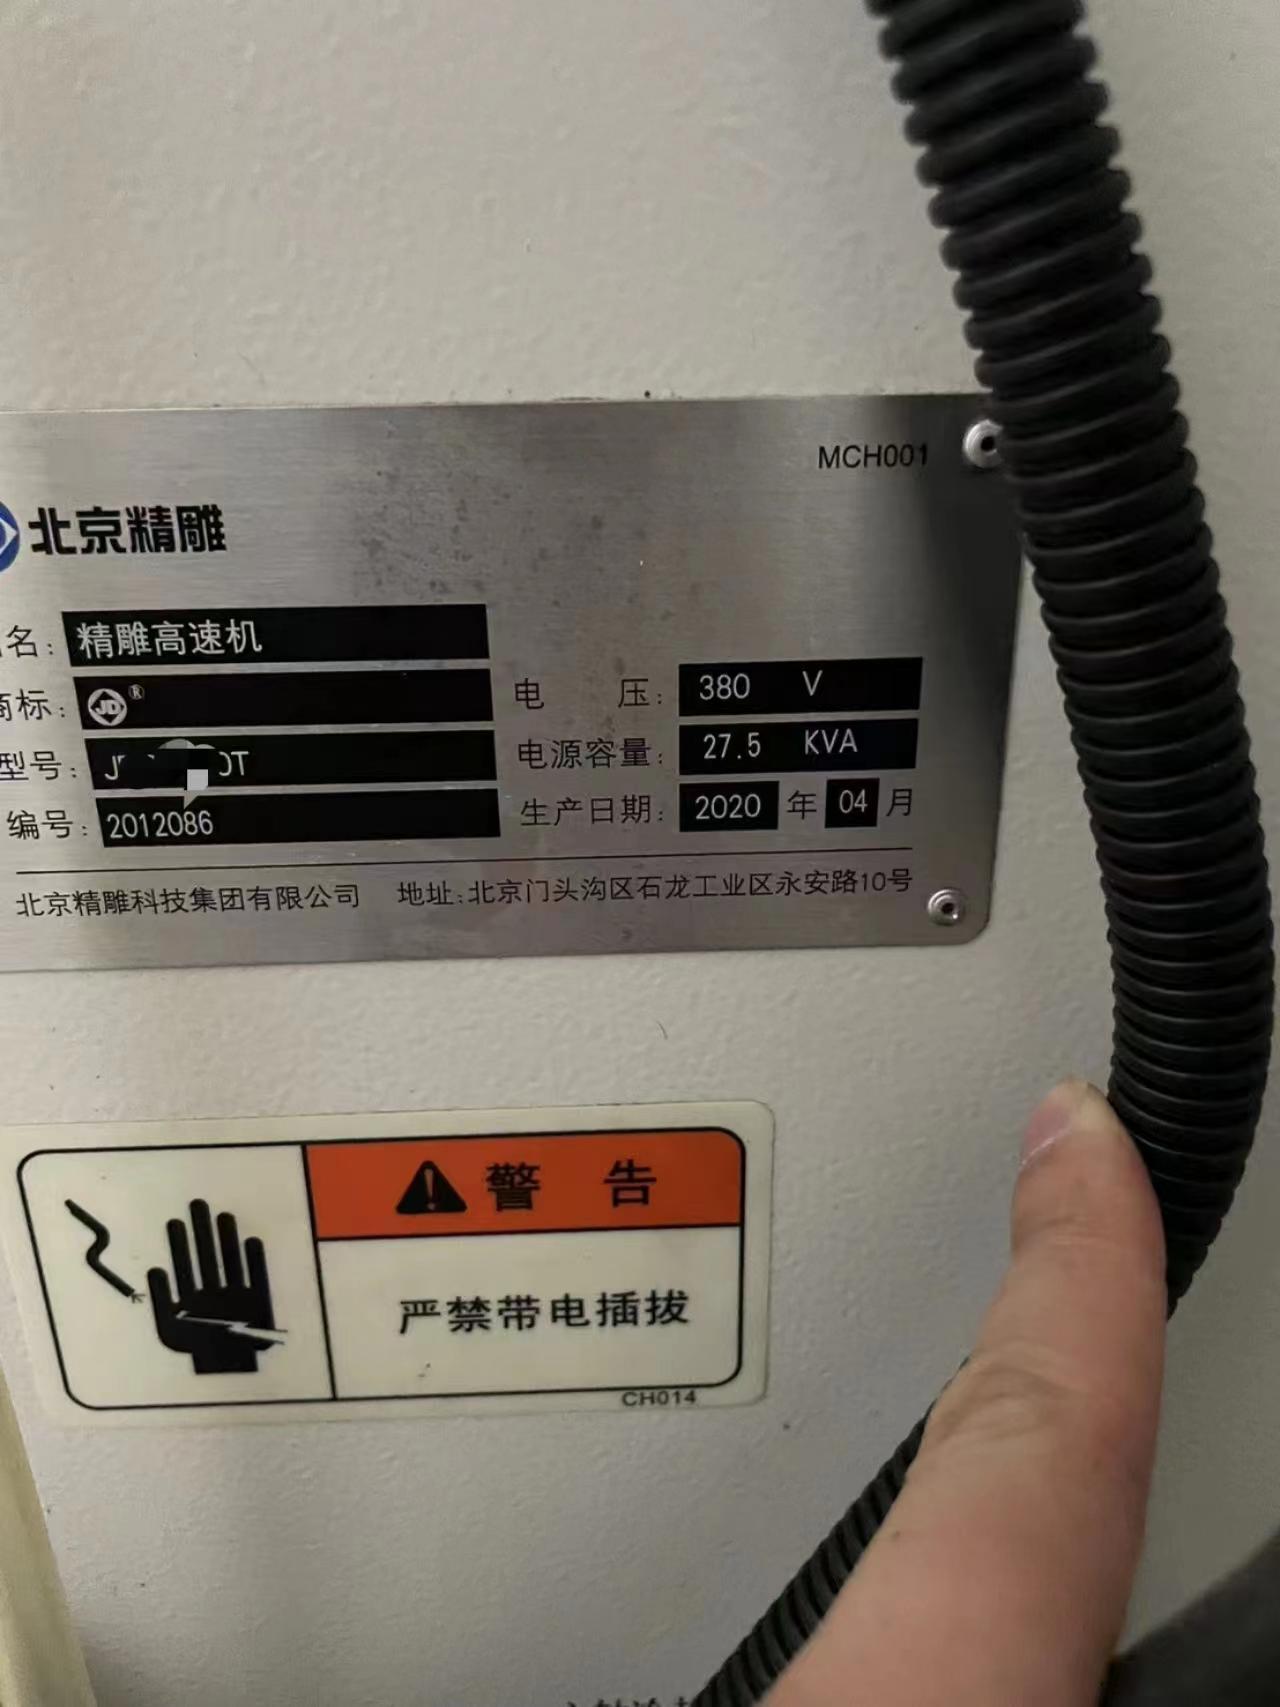 MCH001
北京精雕
名: 精雕高速机
商标: JD®
电 压: 380 V
型号:
电源容量: 27.5 KVA
编号: 2012086
生产日期: 2020 年 04 月
北京精雕科技集团有限公司 地址:北京门头沟区石龙工业区永安路10号
警 告
严禁带电插拔
CH014